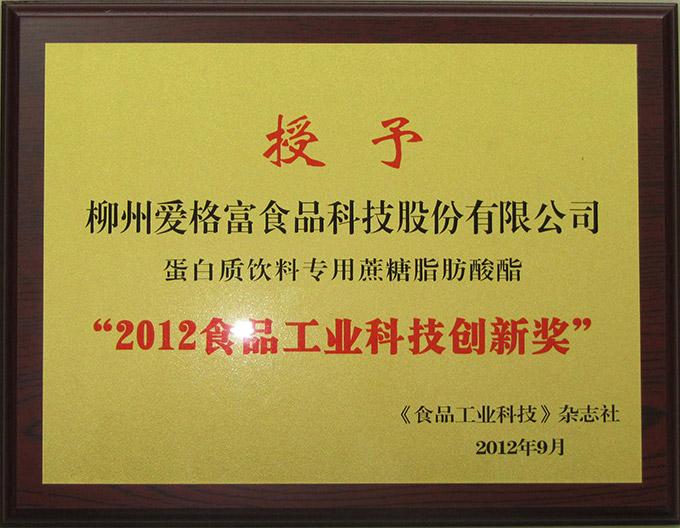 授予
柳州爱格富食品科技股份有限公司
蛋白质饮料专用蔗糖脂肪酸酯
“2012食品工业科技创新奖”
《食品工业科技》杂志社
2012年9月